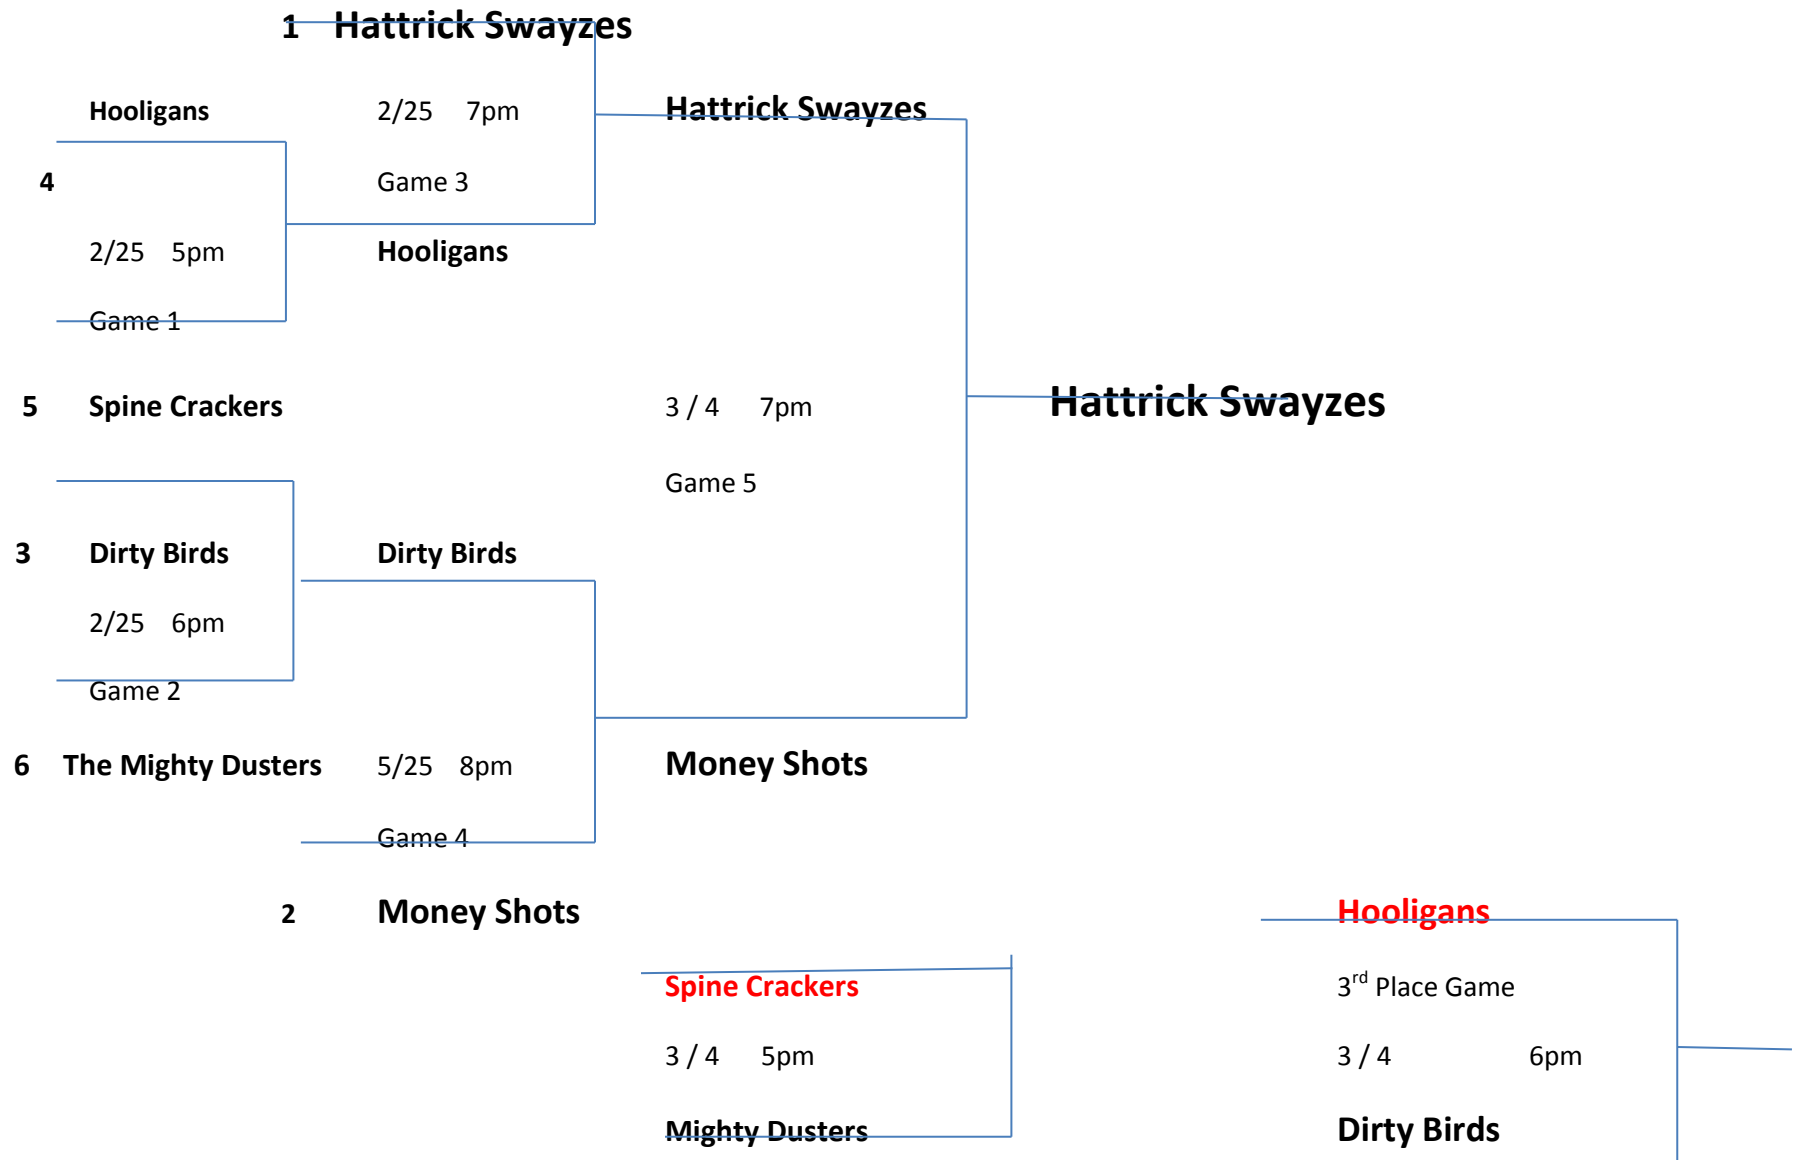 1 Hattrick Swayzes
Hooligans 2/25 7pm Hattrick Swayzes
4 Game 3
2/25 5pm Hooligans
Game 1
5 Spine Crackers 3 / 4 7pm Hattrick Swayzes
Game 5
3 Dirty Birds Dirty Birds
2/25 6pm
Game 2
6 The Mighty Dusters 5/25 8pm Money Shots
Game 4
2 Money Shots Hooligans
Spine Crackers 3rd Place Game
3 / 4 5pm 3 / 4 6pm
Mighty Dusters Dirty Birds